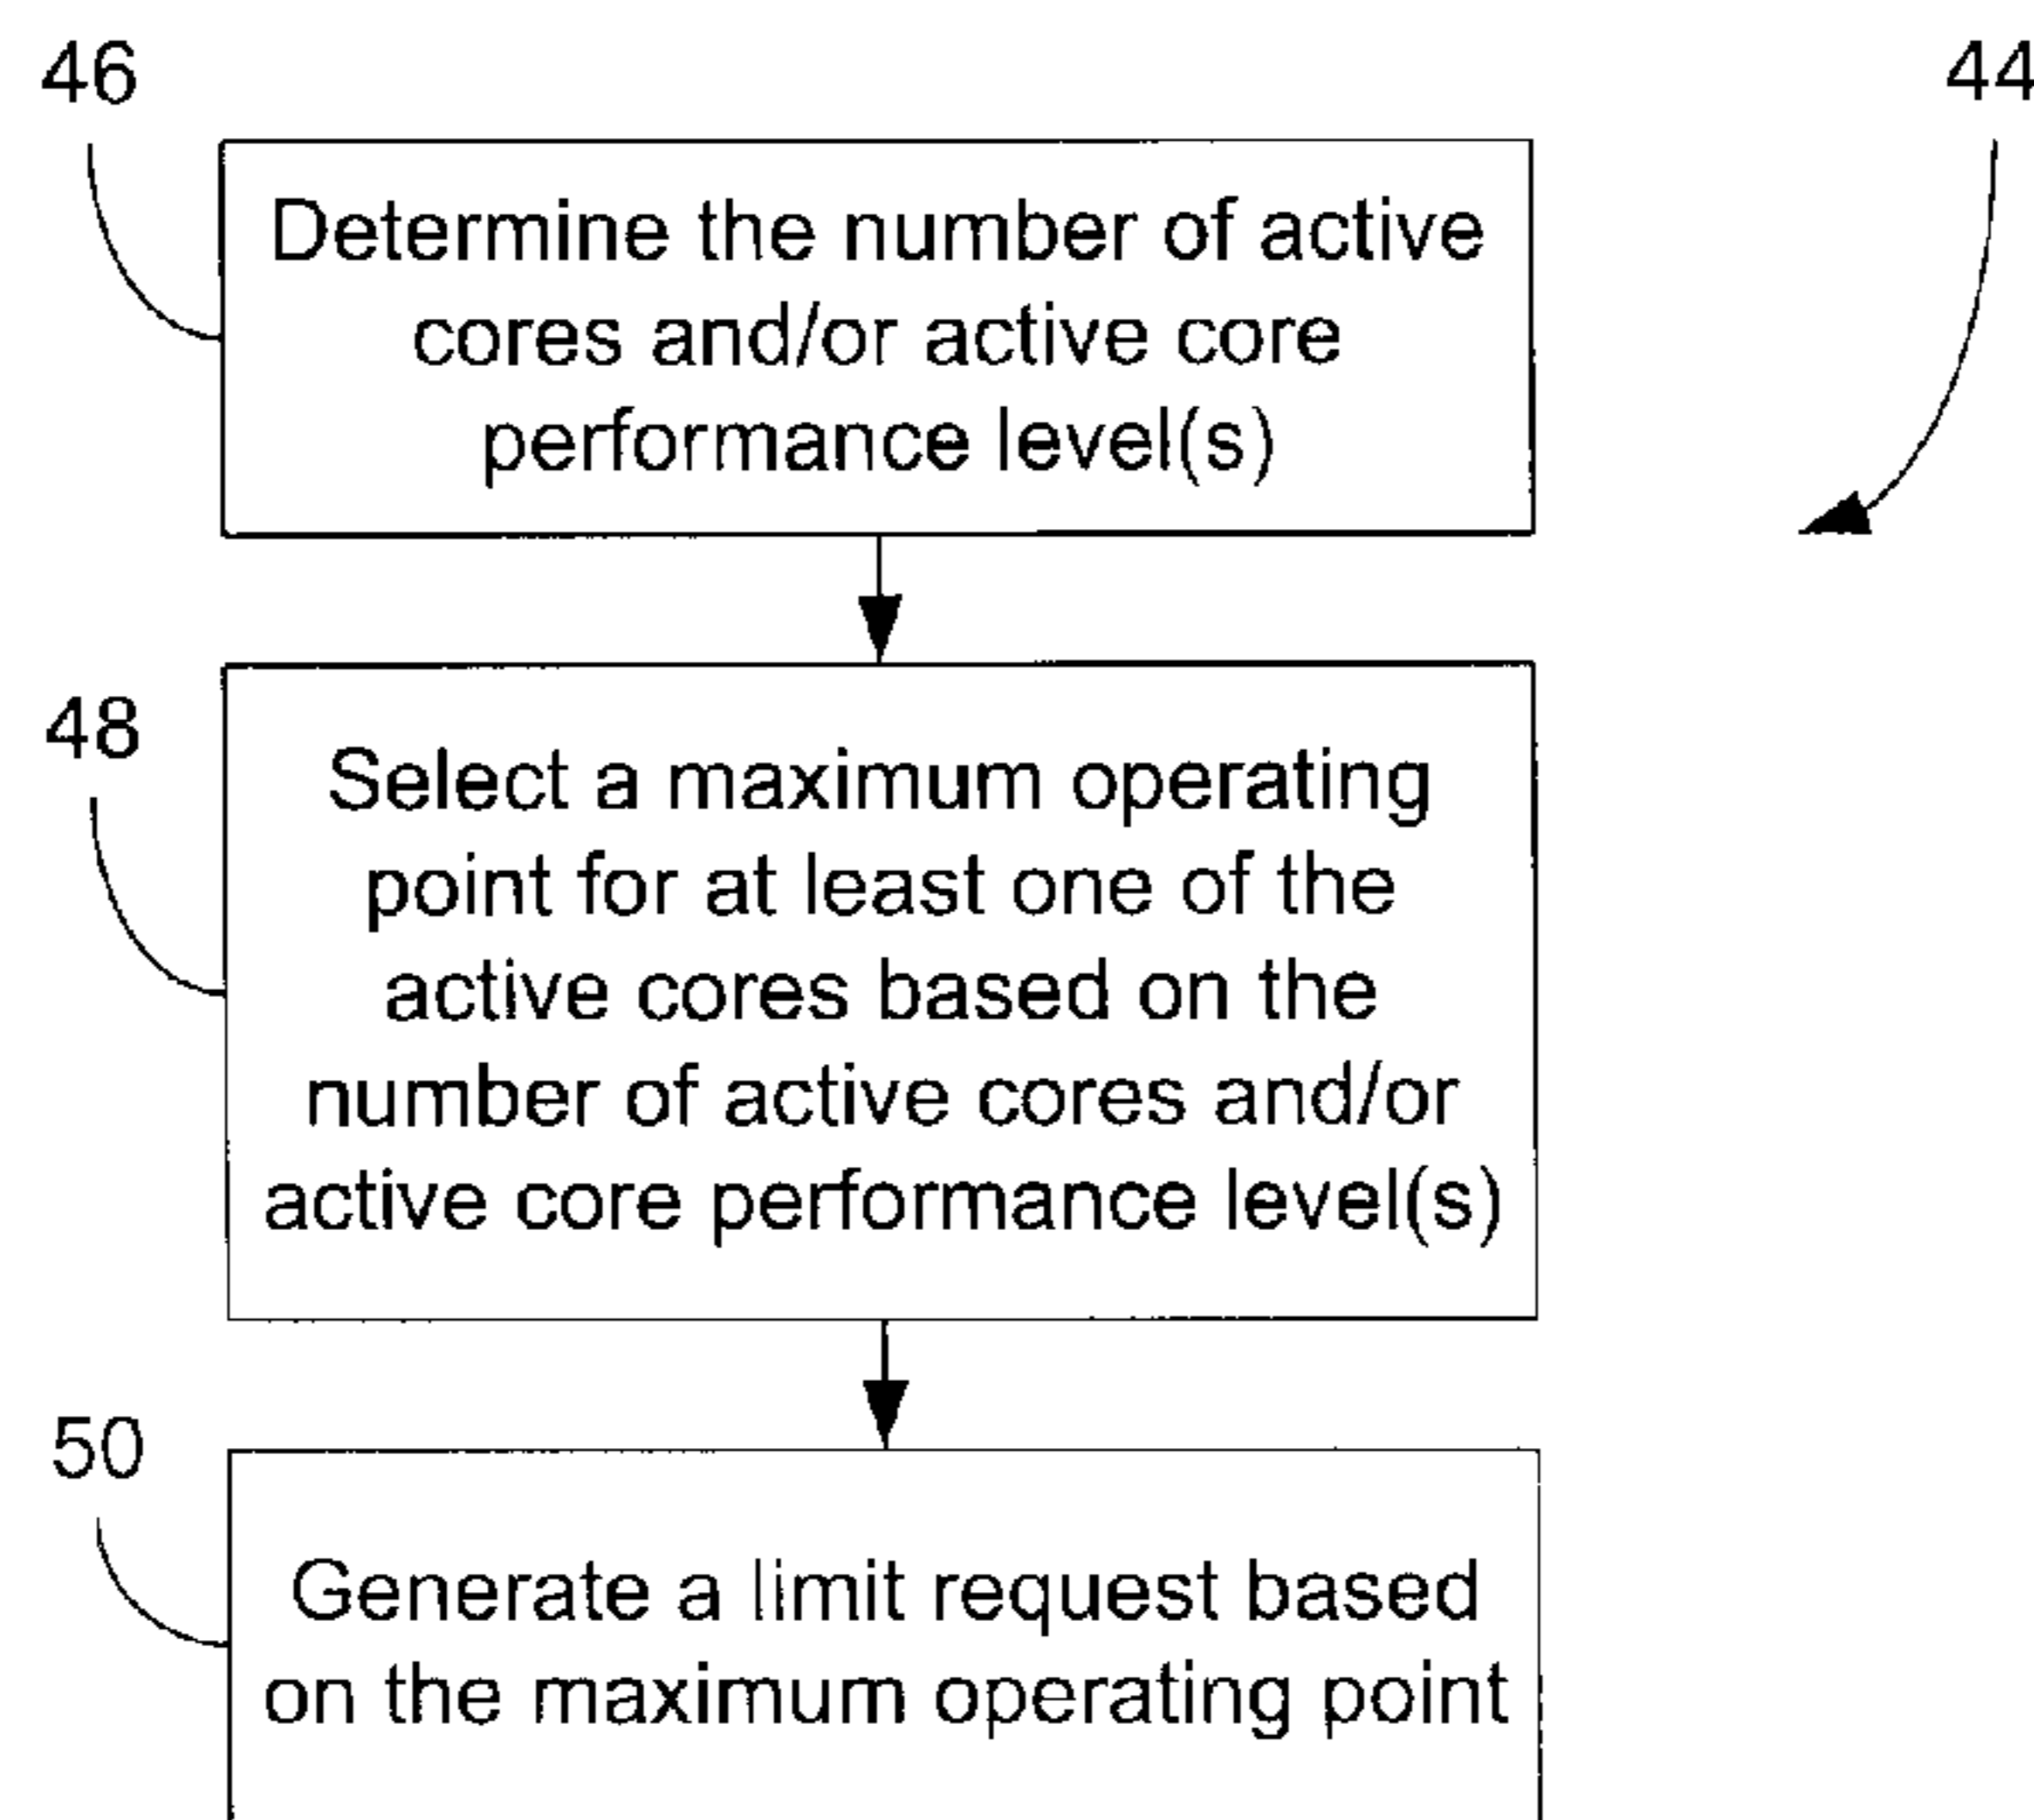 46
44
Determine the number of active
cores and/or active core
performance level(s)
48
Select a maximum operating
point for at least one of the
active cores based on the
number of active cores and/or
active core performance level(s)
50
Generate a limit request based
on the maximum operating point